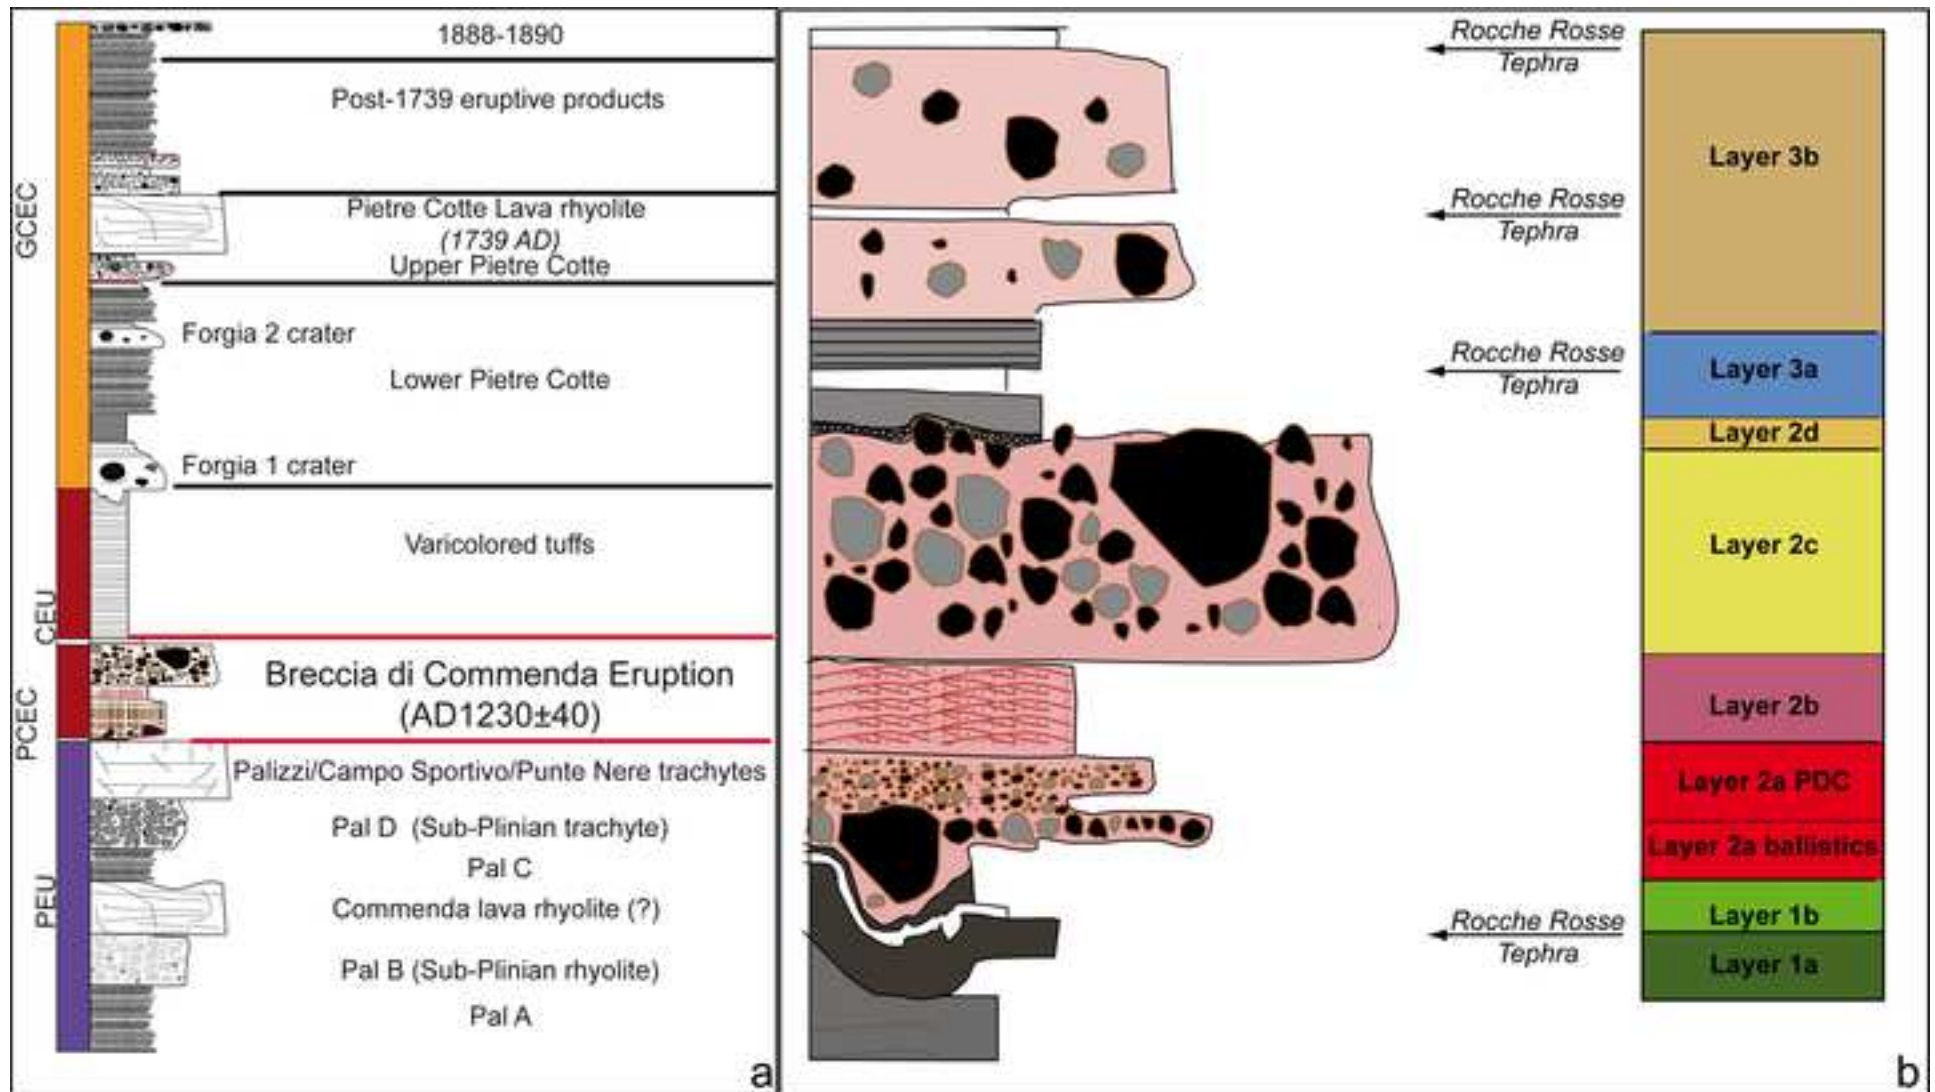 1888-1890
Post-1739 eruptive products
Pietre Cotte Lava rhyolite
(1739 AD)
Upper Pietre Cotte
Forgia 2 crater
Lower Pietre Cotte
Forgia 1 crater
Varicolored tuffs
Breccia di Commenda Eruption
(AD1230±40)
Palizzi/Campo Sportivo/Punte Nere trachytes
Pal D (Sub-Plinian trachyte)
Pal C
Commenda lava rhyolite (?)
Pal B (Sub-Plinian rhyolite)
Pal A
GCEC
CEU
PCEC
PEU
a
Rocche Rosse
Tephra
Rocche Rosse
Tephra
Rocche Rosse
Tephra
Rocche Rosse
Tephra
Layer 3b
Layer 3a
Layer 2d
Layer 2c
Layer 2b
Layer 2a PDC
Layer 2a ballistics
Layer 1b
Layer 1a
b